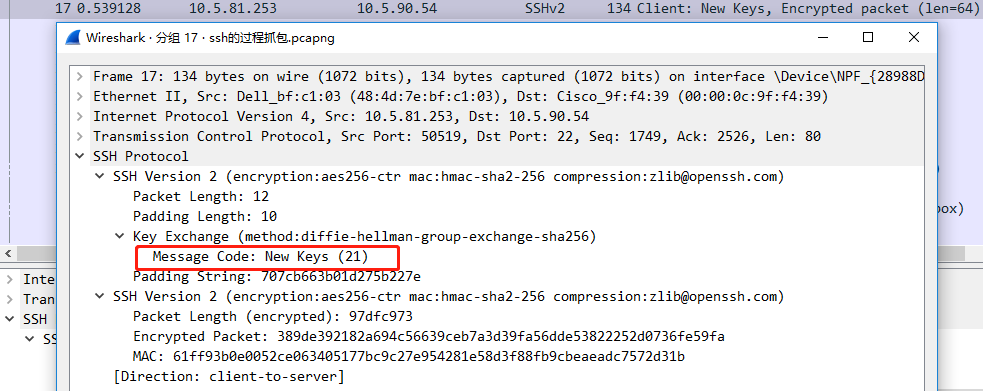 17 0.539128 10.5.81.253 10.5.90.54 SSHv2 134 Client: New Keys, Encrypted packet (len=64)
Wireshark · 分组 17 · ssh的过程抓包.pcapng
Frame 17: 134 bytes on wire (1072 bits), 134 bytes captured (1072 bits) on interface \Device\NPF_{28988D
Ethernet II, Src: Dell_bf:c1:03 (48:4d:7e:bf:c1:03), Dst: Cisco_9f:f4:39 (00:00:0c:9f:f4:39)
Internet Protocol Version 4, Src: 10.5.81.253, Dst: 10.5.90.54
Transmission Control Protocol, Src Port: 50519, Dst Port: 22, Seq: 1749, Ack: 2526, Len: 80
SSH Protocol
SSH Version 2 (encryption:aes256-ctr mac:hmac-sha2-256 compression:zlib@openssh.com)
Packet Length: 12
Padding Length: 10
Key Exchange (method:diffie-hellman-group-exchange-sha256)
Message Code: New Keys (21)
Padding String: 707cb663b01d275b227e
SSH Version 2 (encryption:aes256-ctr mac:hmac-sha2-256 compression:zlib@openssh.com)
Packet Length (encrypted): 97dfc973
Encrypted Packet: 389de392182a694c56639ceb7a3d39fa56dde53822252d0736fe59fa
MAC: 61ff93b0e0052ce063405177bc9c27e954281e58d3f88fb9cbeaeadc7572d31b
[Direction: client-to-server]
)
ox)
Inte
Tran
SSH
SS